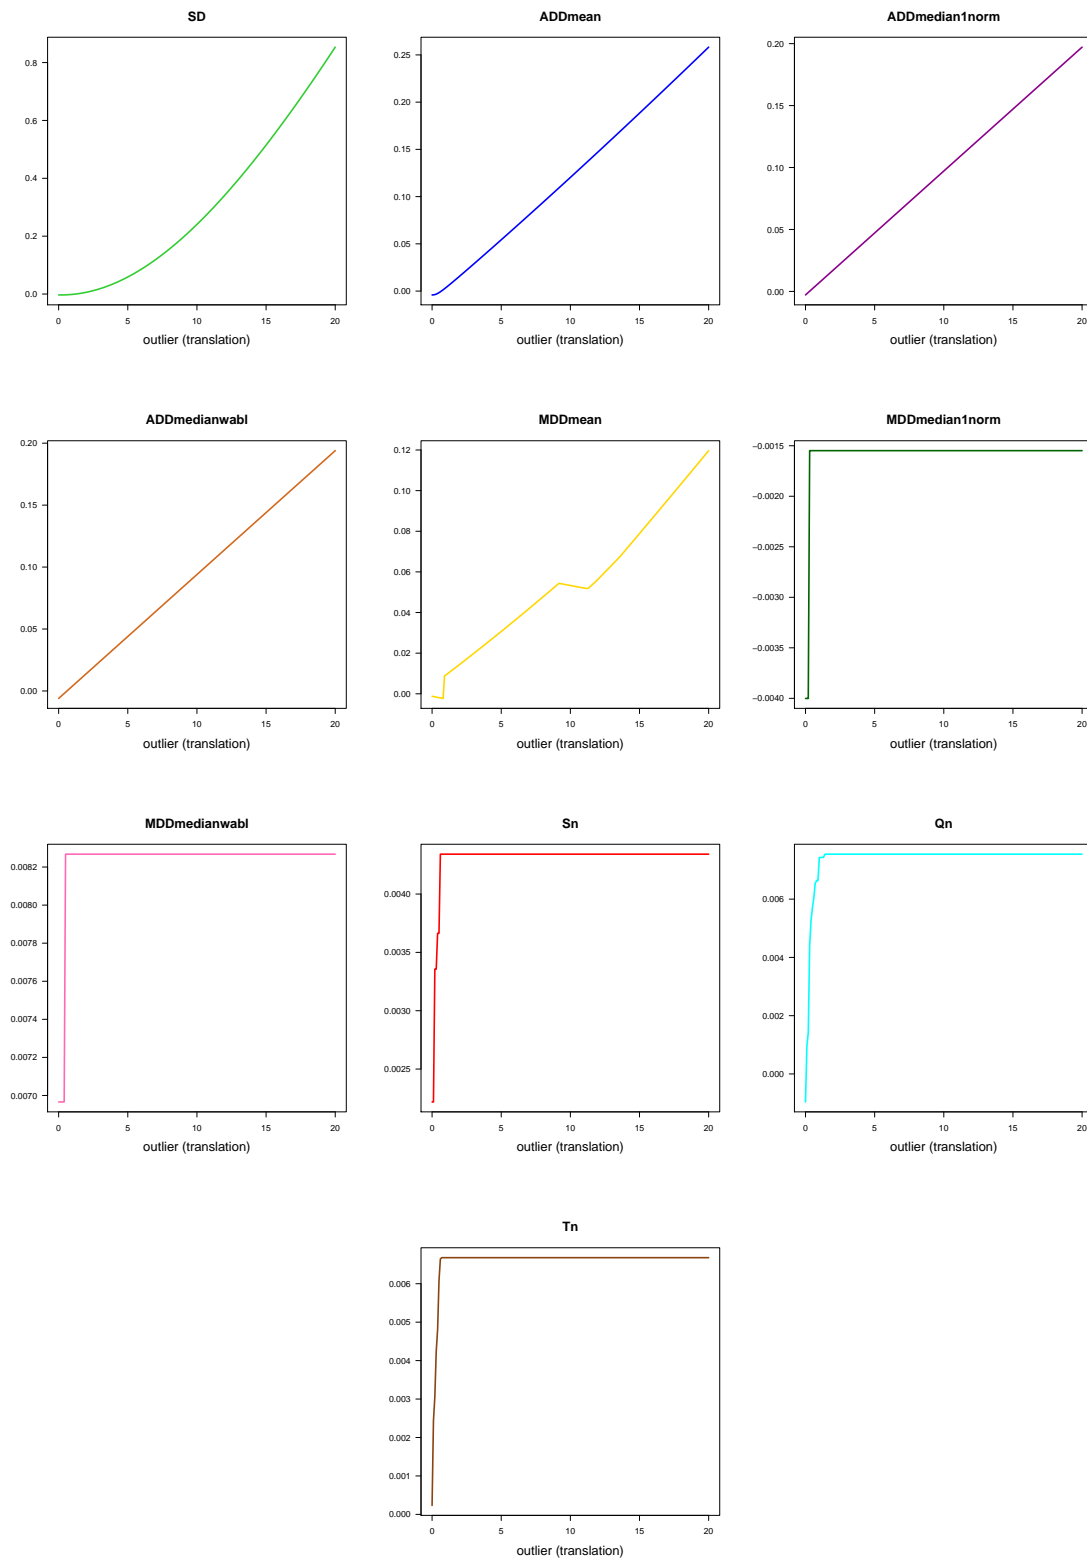 SD
0.8
0.6
0.4
0.2
0.0
0 5 10 15 20
outlier (translation)
ADDmean
0.25
0.20
0.15
0.10
0.05
0.00
0 5 10 15 20
outlier (translation)
ADDmedian1norm
0.20
0.15
0.10
0.05
0.00
0 5 10 15 20
outlier (translation)
ADDmedianwabl
0.20
0.15
0.10
0.05
0.00
0 5 10 15 20
outlier (translation)
MDDmean
0.12
0.10
0.08
0.06
0.04
0.02
0.00
0 5 10 15 20
outlier (translation)
MDDmedian1norm
−0.0015
−0.0020
−0.0025
−0.0030
−0.0035
−0.0040
0 5 10 15 20
outlier (translation)
MDDmedianwabl
0.0082
0.0080
0.0078
0.0076
0.0074
0.0072
0.0070
0 5 10 15 20
outlier (translation)
Sn
0.0040
0.0035
0.0030
0.0025
0 5 10 15 20
outlier (translation)
Qn
0.006
0.004
0.002
0.000
0 5 10 15 20
outlier (translation)
Tn
0.006
0.005
0.004
0.003
0.002
0.001
0.000
0 5 10 15 20
outlier (translation)